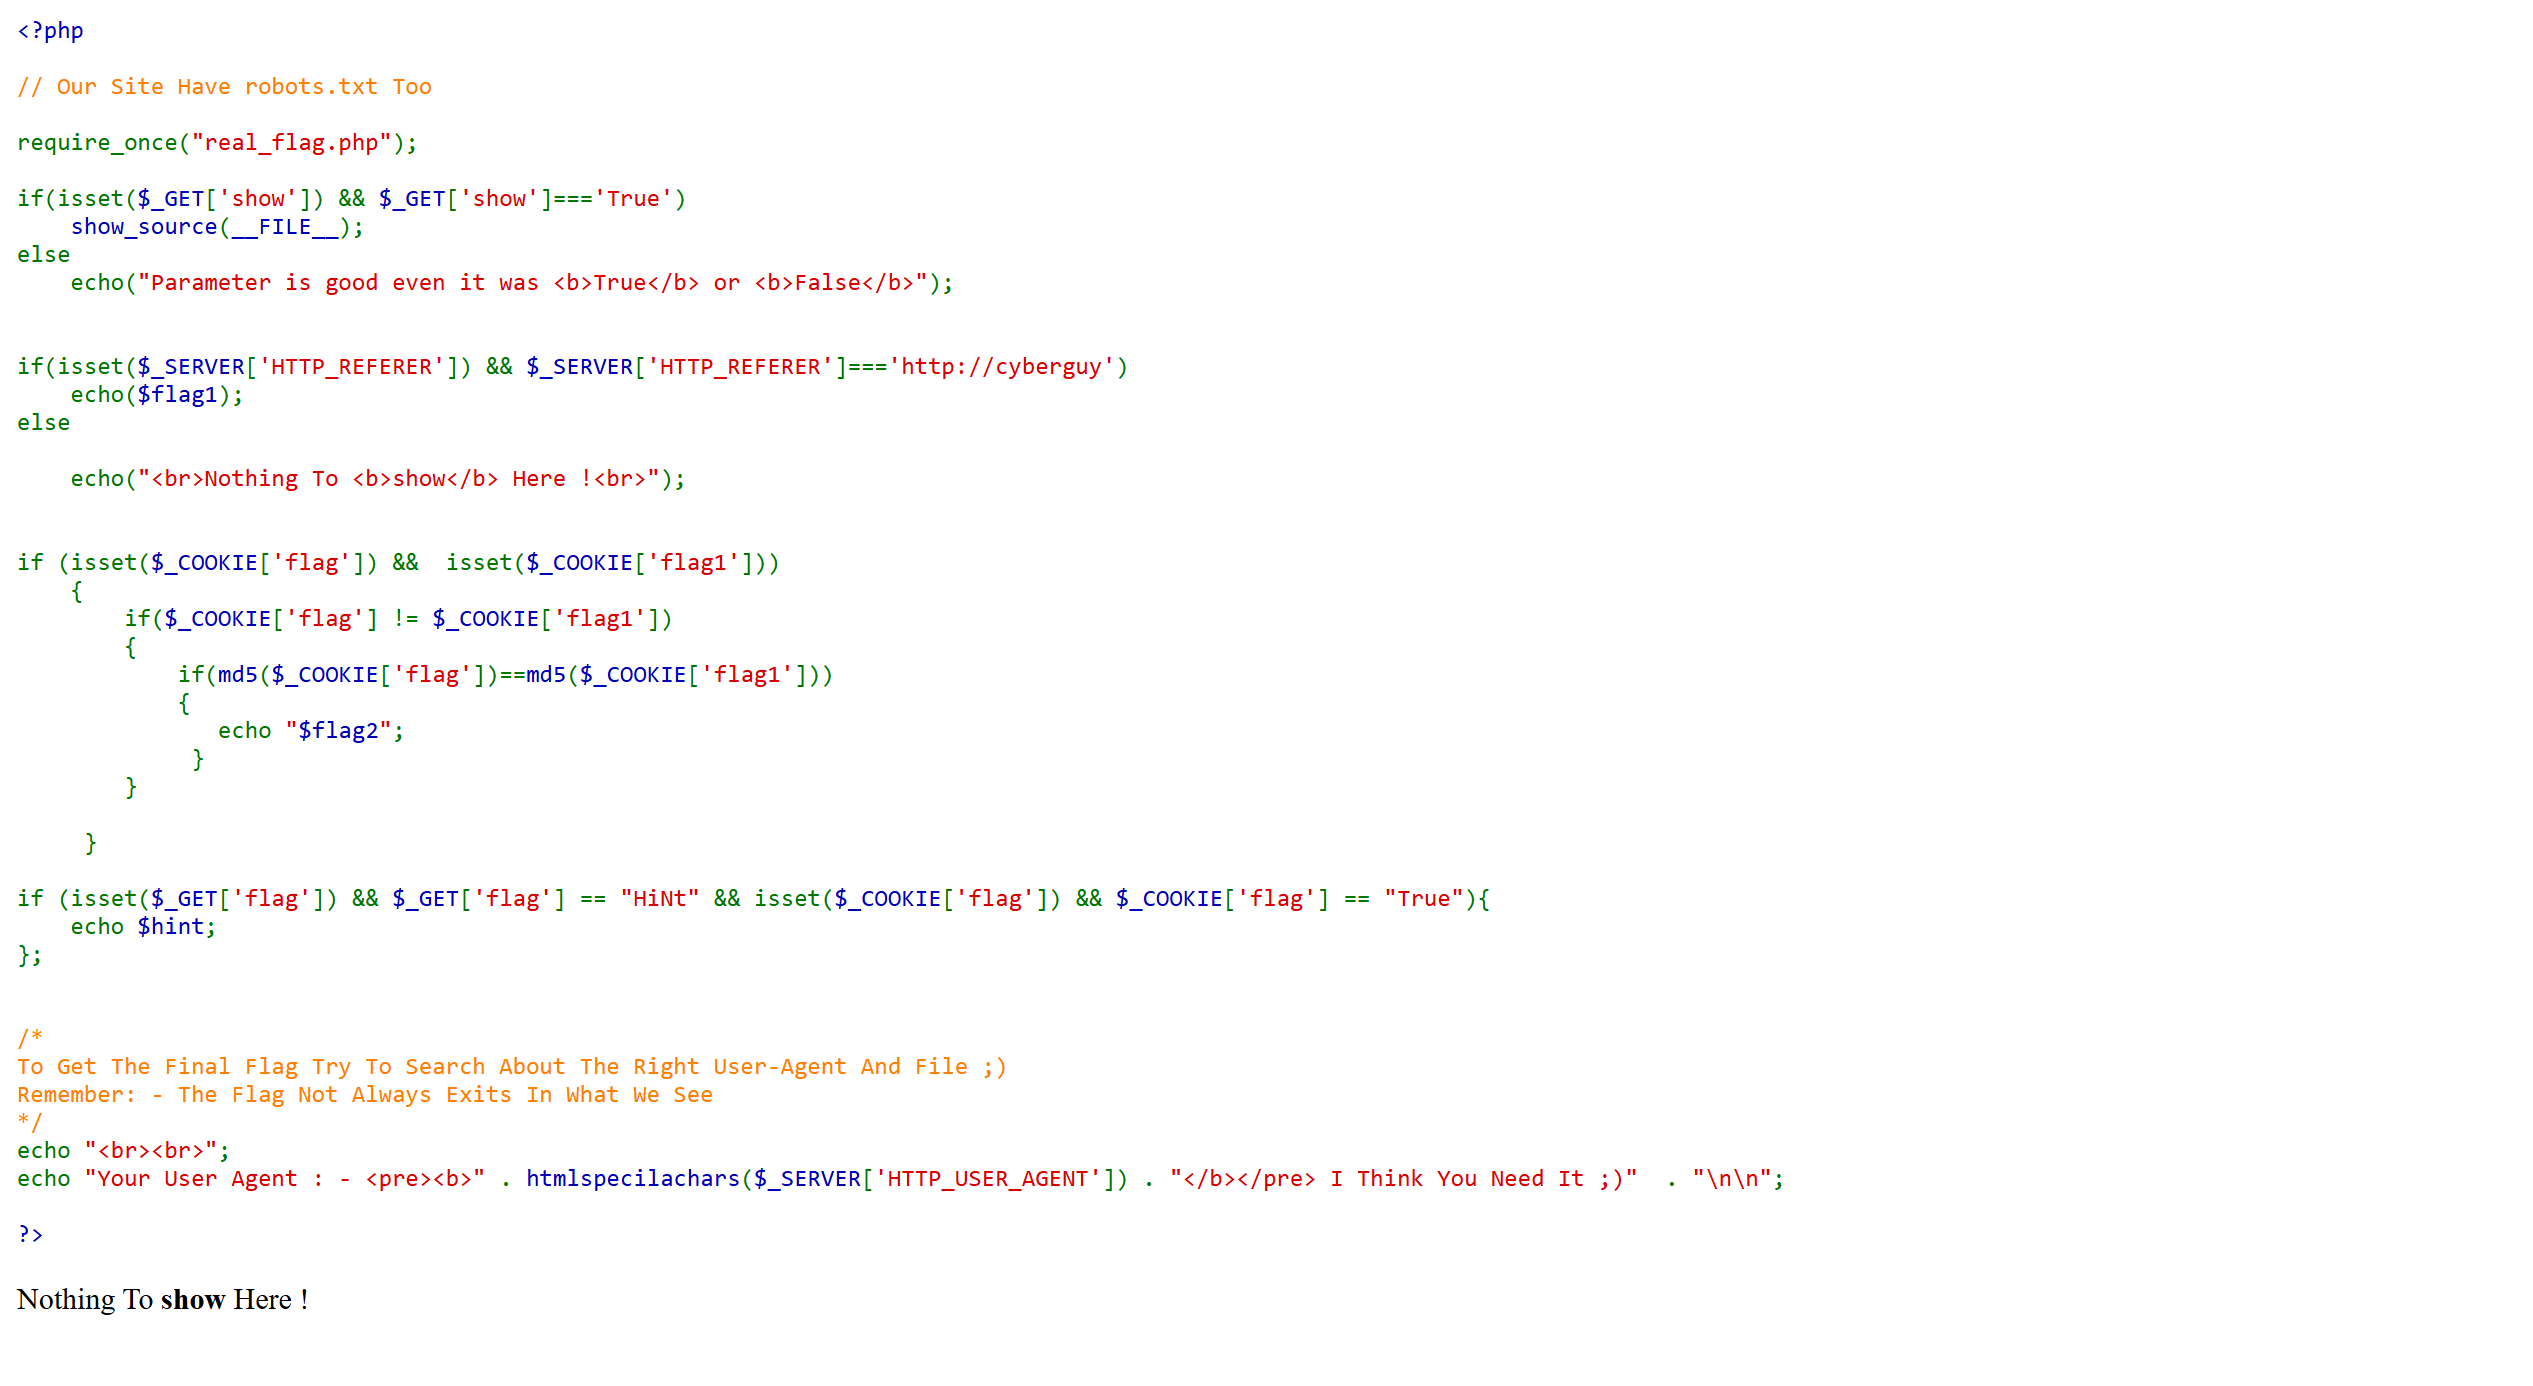 <?php
// Our Site Have robots.txt Too
require_once("real_flag.php");
if(isset($_GET['show']) && $_GET['show']==='True')
    show_source(__FILE__);
else
    echo("Parameter is good even it was <b>True</b> or <b>False</b>");
if(isset($_SERVER['HTTP_REFERER']) && $_SERVER['HTTP_REFERER']==='http://cyberguy')
    echo($flag1);
else
    echo("<br>Nothing To <b>show</b> Here !<br>");
if (isset($_COOKIE['flag']) &&  isset($_COOKIE['flag1']))
    {
        if($_COOKIE['flag'] != $_COOKIE['flag1'])
        {
            if(md5($_COOKIE['flag'])==md5($_COOKIE['flag1']))
            {
               echo "$flag2";
             }
        }
     }
if (isset($_GET['flag']) && $_GET['flag'] == "HiNt" && isset($_COOKIE['flag']) && $_COOKIE['flag'] == "True"){
    echo $hint;
};
/*
To Get The Final Flag Try To Search About The Right User-Agent And File ;)
Remember: - The Flag Not Always Exits In What We See
*/
echo "<br><br>";
echo "Your User Agent : - <pre><b>" . htmlspecilachars($_SERVER['HTTP_USER_AGENT']) . "</b></pre> I Think You Need It ;)"  . "\n\n";
?>
Nothing To show Here !